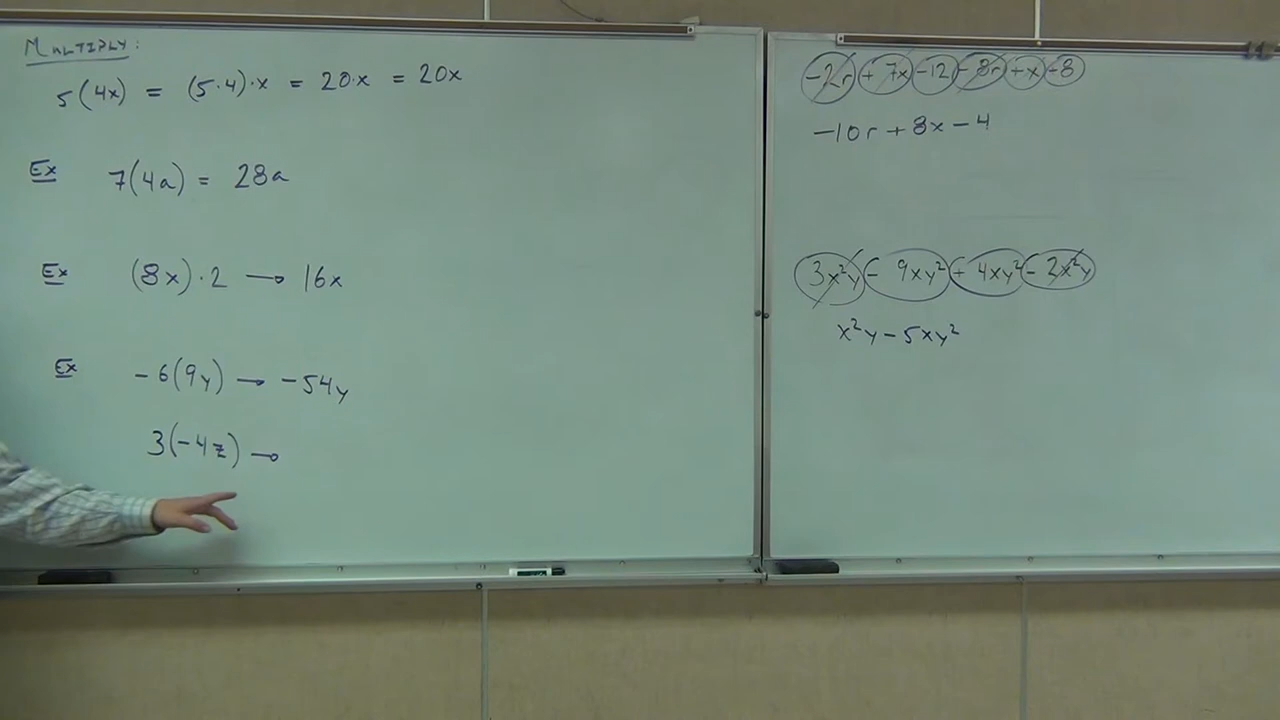 MULTIPLY:
5(4x) = (5·4)·x = 20·x = 20x
Ex 7(4a) = 28a
Ex (8x)·2 → 16x
Ex -6(9y) → -54y
3(-4z) →
-2r + 7x -12 - 8r + x + 8
-10r + 8x - 4
3x²y - 9xy² + 4xy² - 2x²y
x²y - 5xy²